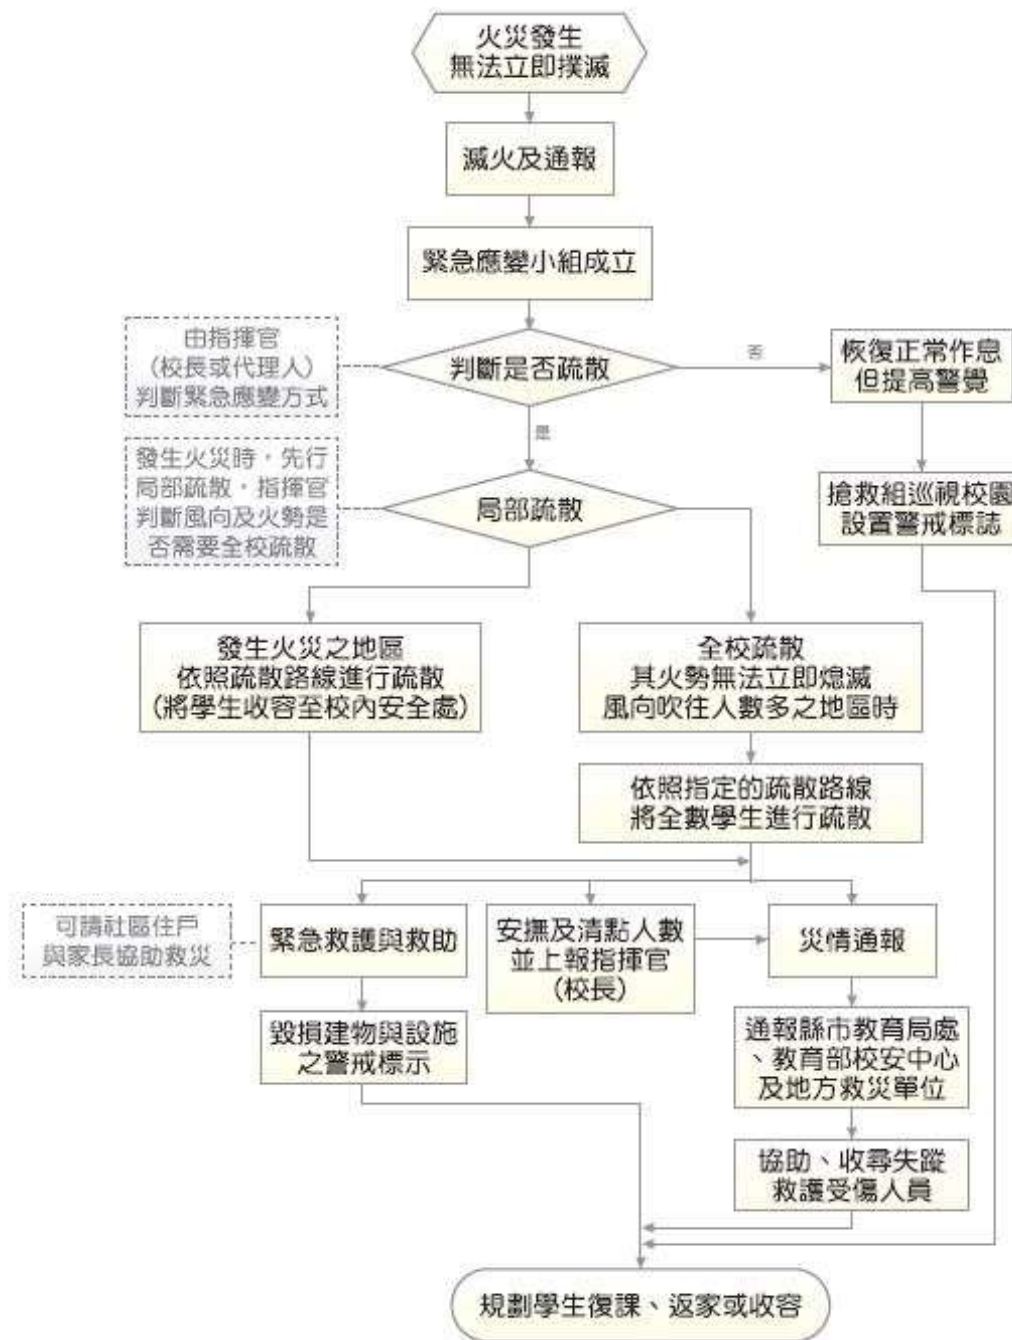 火災發生
無法立即撲滅
滅火及通報
緊急應變小組成立
由指揮官
（校長或代理人）
判斷緊急應變方式
判斷是否疏散
否
恢復正常作息
但提高警覺
是
發生火災時，先行
局部疏散，指揮官
判斷風向及火勢是
否需要全校疏散
局部疏散
搶救組巡視校園
設置警戒標誌
發生火災之地區
依照疏散路線進行疏散
(將學生收容至校內安全處)
全校疏散
其火勢無法立即熄滅
風向吹往人數多之地區時
依照指定的疏散路線
將全數學生進行疏散
可請社區住戶
與家長協助救災
緊急救護與救助
安撫及清點人數
並上報指揮官
(校長)
災情通報
毀損建物與設施
之警戒標示
通報縣市教育局處
、教育部校安中心
及地方救災單位
協助、收尋失蹤
救護受傷人員
規劃學生復課、返家或收容